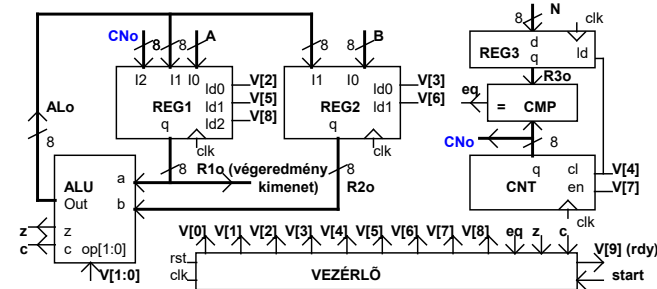 N
8
clk
CNo 8 8 A
8 B
d ld
REG3
q
I2 I1 I0
REG1
ld0 V[2]
ld1 V[5]
ld2 V[8]
q
clk
I1 I0
REG2
ld0 V[3]
ld1 V[6]
q
clk
R3o
eq
= CMP
CNo
8
q cl V[4]
CNT en V[7]
clk
ALo
8
8 R1o (végeredmény
kimenet)
8
R2o
ALU a
Out b
z z
c c op[1:0]
V[1:0]
V[0] V[1] V[2] V[3] V[4] V[5] V[6] V[7] V[8] eq z c
V[9] (rdy)
rst
clk
VEZÉRLÕ
start